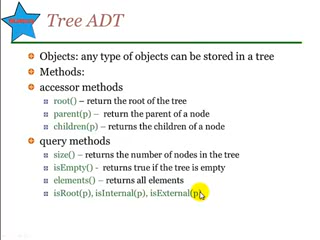 Tree ADT
Objects: any type of objects can be stored in a tree
Methods:
accessor methods
root() – return the root of the tree
parent(p) – return the parent of a node
children(p) – returns the children of a node
query methods
size() – returns the number of nodes in the tree
isEmpty() - returns true if the tree is empty
elements() – returns all elements
isRoot(p), isInternal(p), isExternal(p)